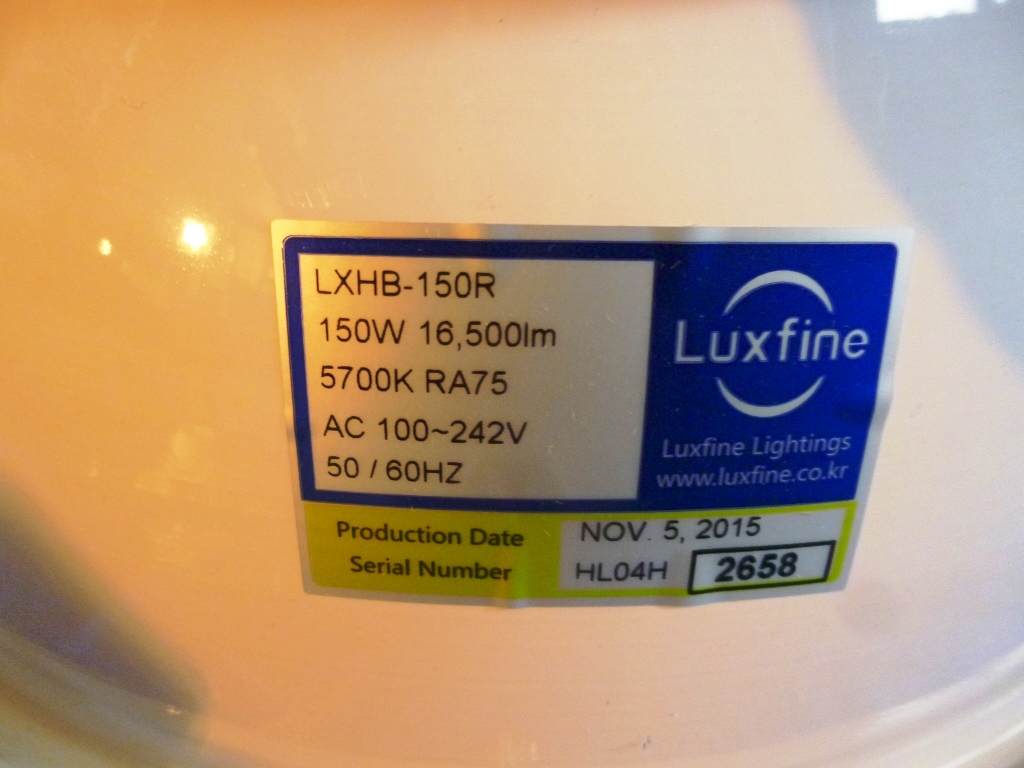 LXHB-150R
150W 16,500lm
5700K RA75
AC 100~242V
50 / 60HZ
Luxfine
Luxfine Lightings
www.luxfine.co.kr
Production Date NOV. 5, 2015
Serial Number HL04H 2658